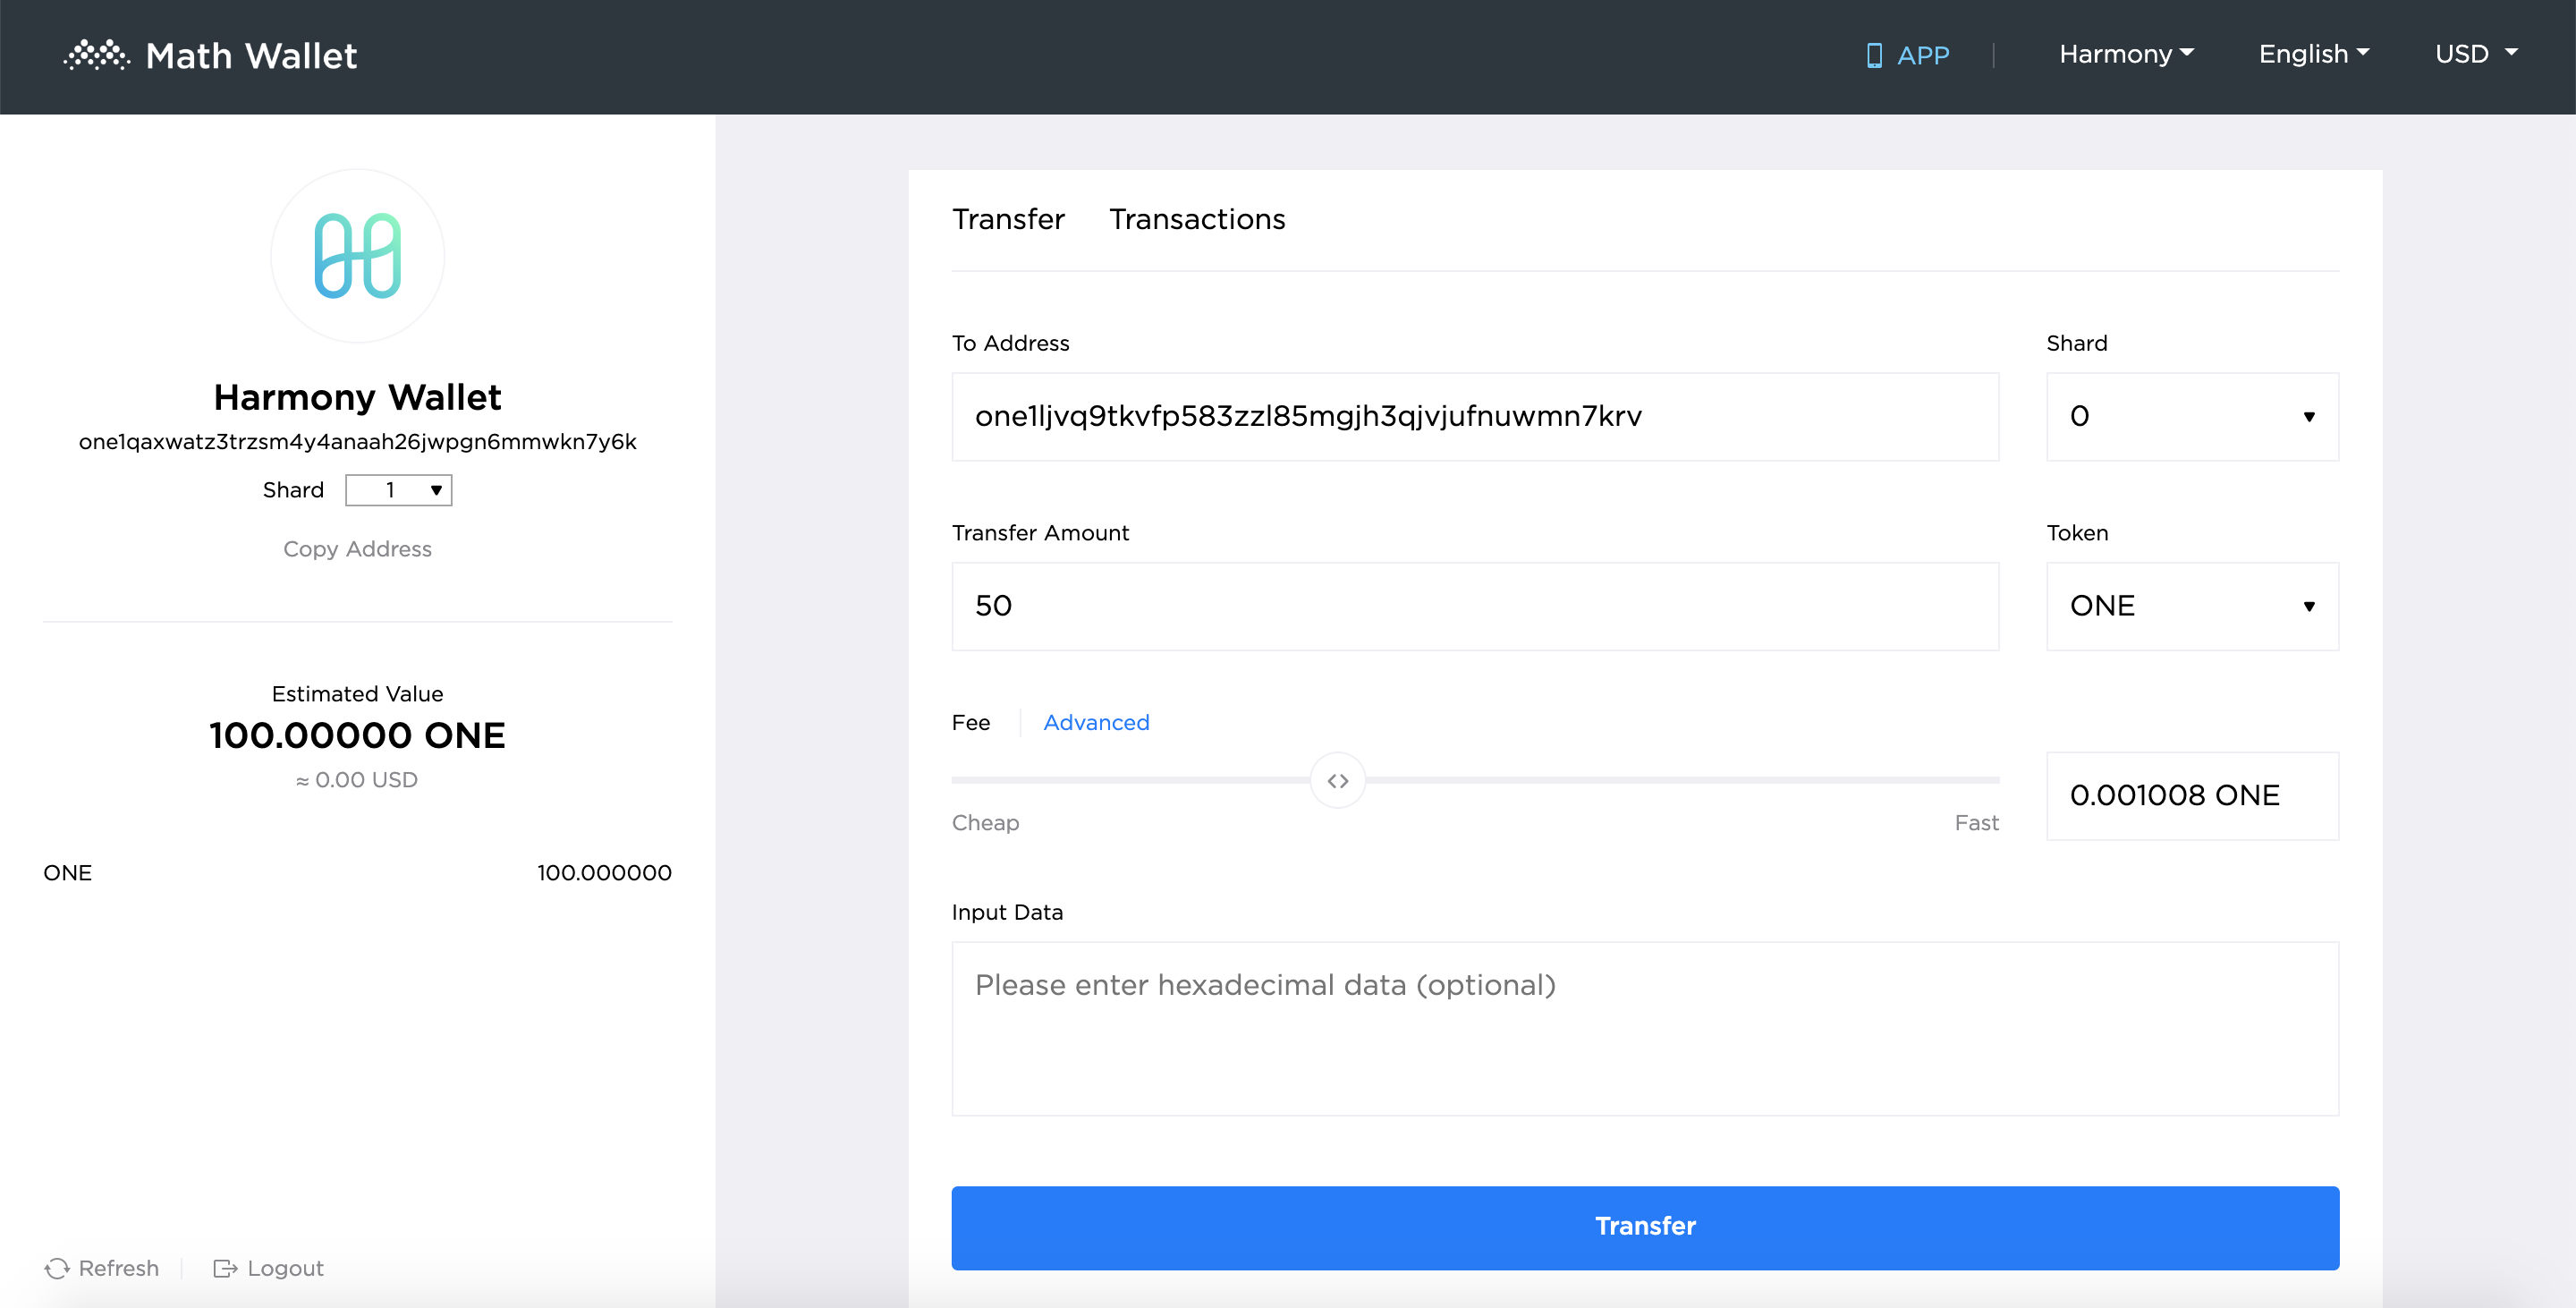 Math Wallet
APP
Harmony
English
USD
Harmony Wallet
one1qaxwatz3trzsm4y4anaah26jwpgn6mmwkn7y6k
Shard 1
Copy Address
Estimated Value
100.00000 ONE
≈ 0.00 USD
ONE 100.000000
Refresh
Logout
Transfer Transactions
To Address
Shard
one1ljvq9tkvfp583zzl85mgjh3qjvjufnuwmn7krv
0
Transfer Amount
Token
50
ONE
Fee Advanced
Cheap
Fast
0.001008 ONE
Input Data
Please enter hexadecimal data (optional)
Transfer